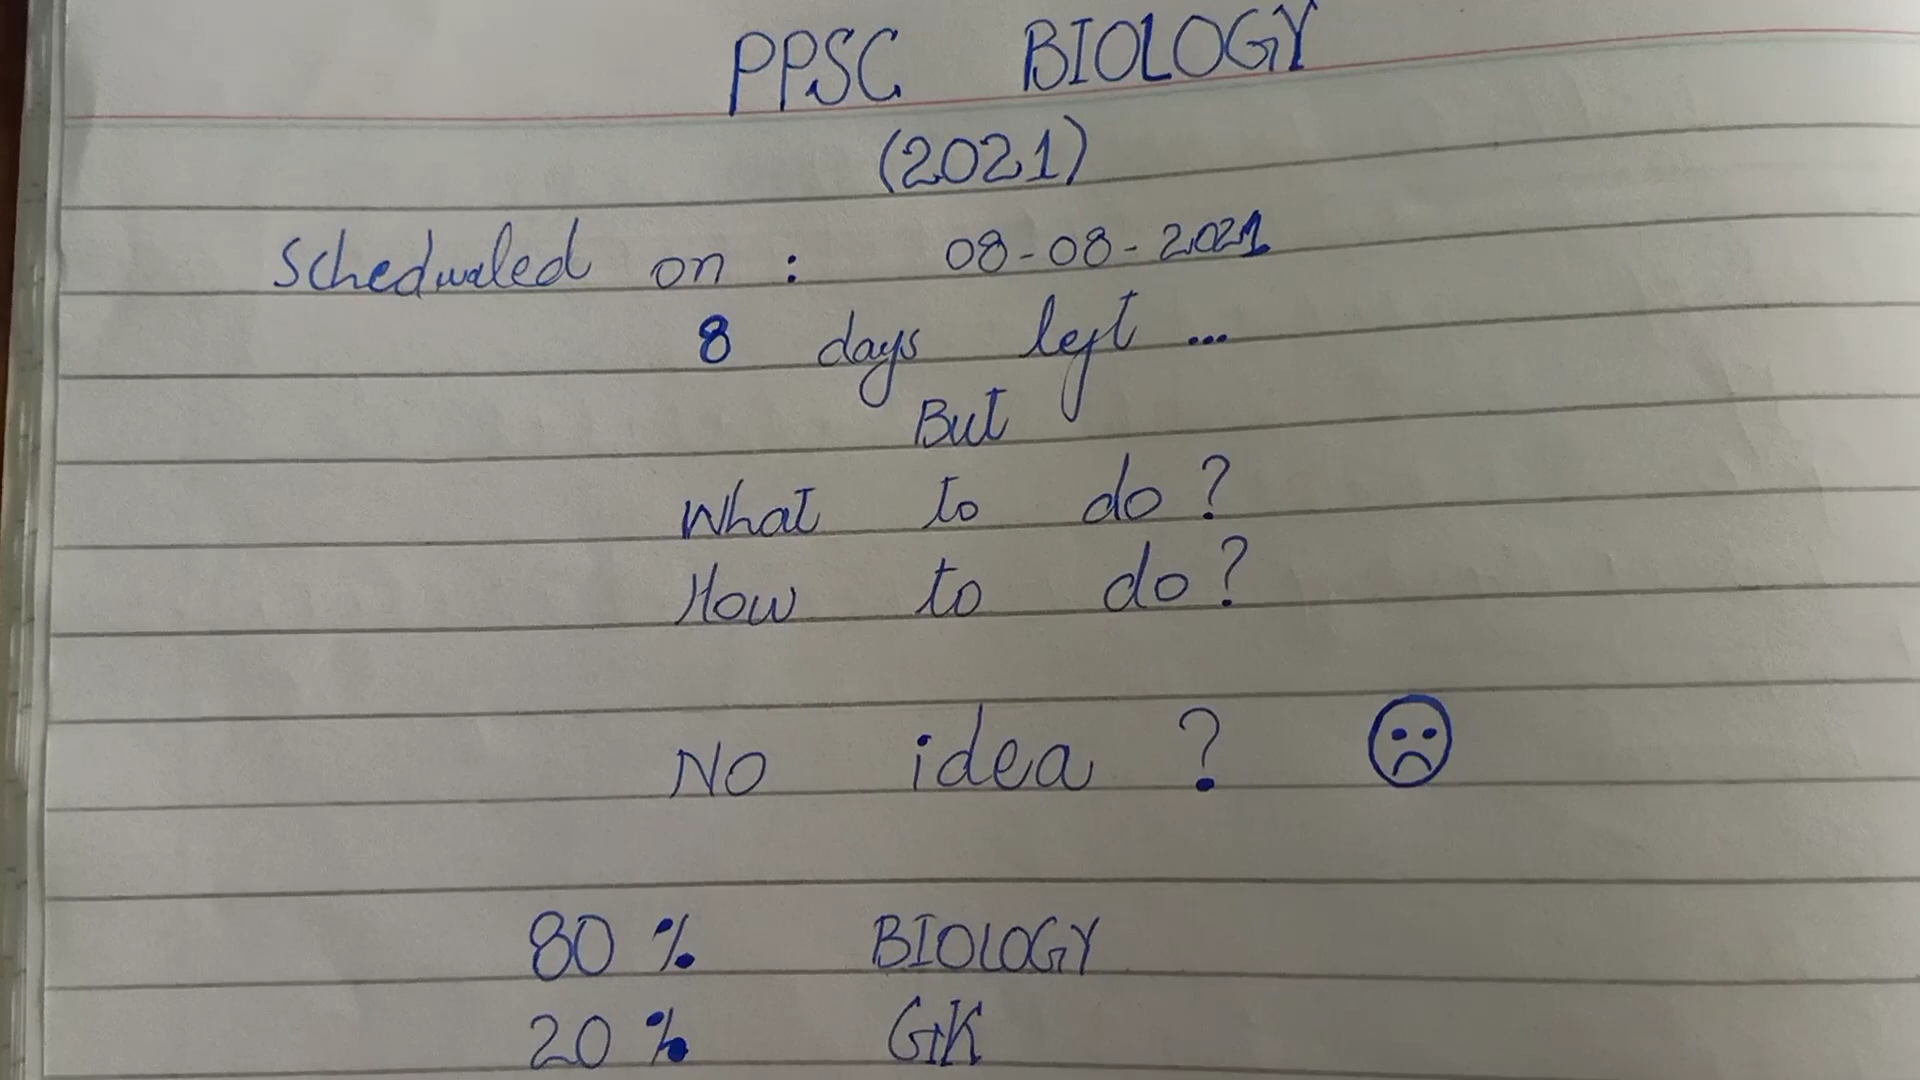 PPSC BIOLOGY
(2021)
Scheduled on : 08-08-2021
8 days left ...
But
What to do ?
How to do ?
NO idea ?
80 % BIOLOGY
20 % GK